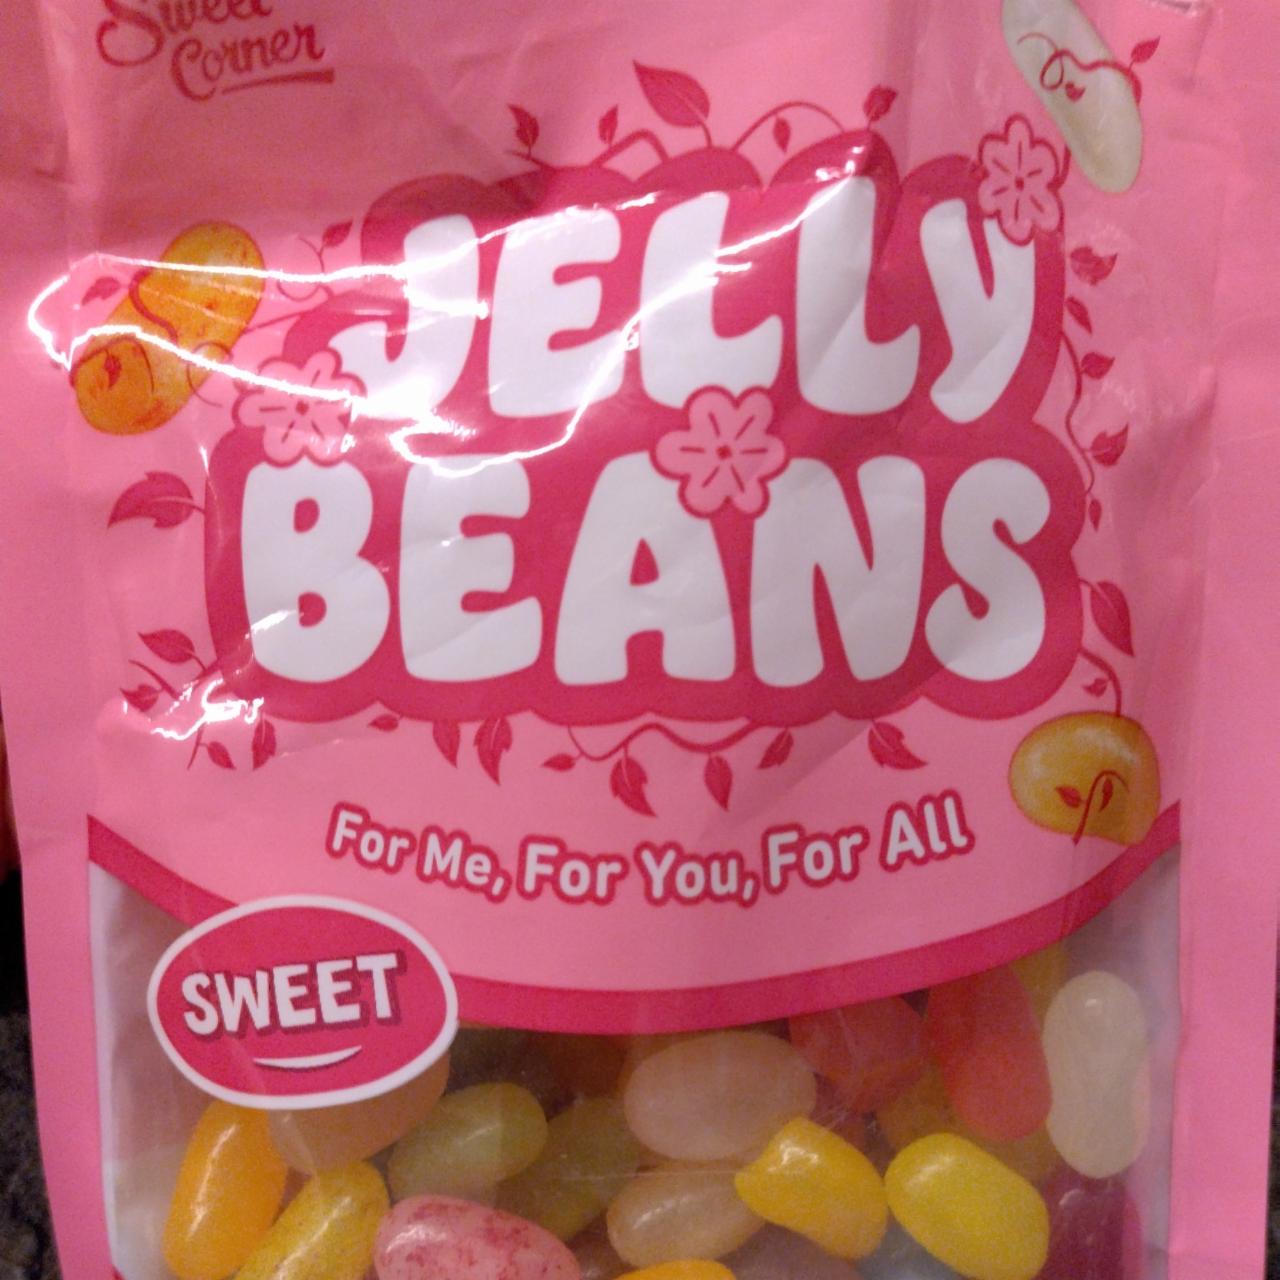 Sweet
Corner
JELLY
BEANS
For Me, For You, For All
SWEET